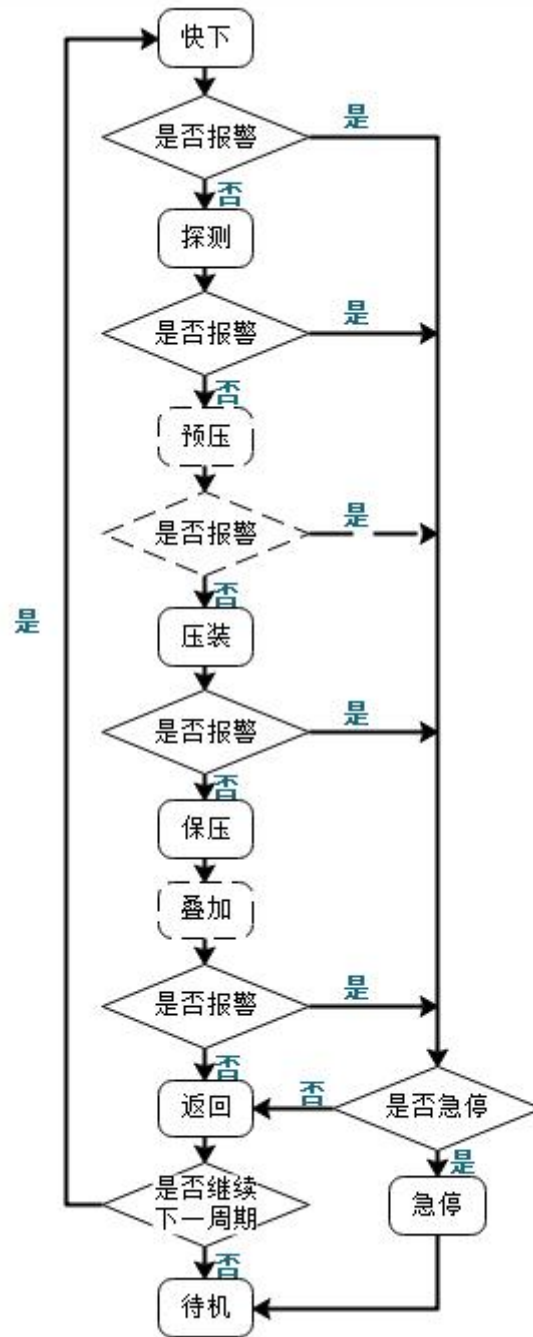 快下
是否报警
是
否
探测
是否报警
是
否
预压
是否报警
是
否
压装
是
是否报警
是
否
保压
叠加
是否报警
是
否
返回
否
是否急停
是
是否继续
下一周期
急停
否
待机